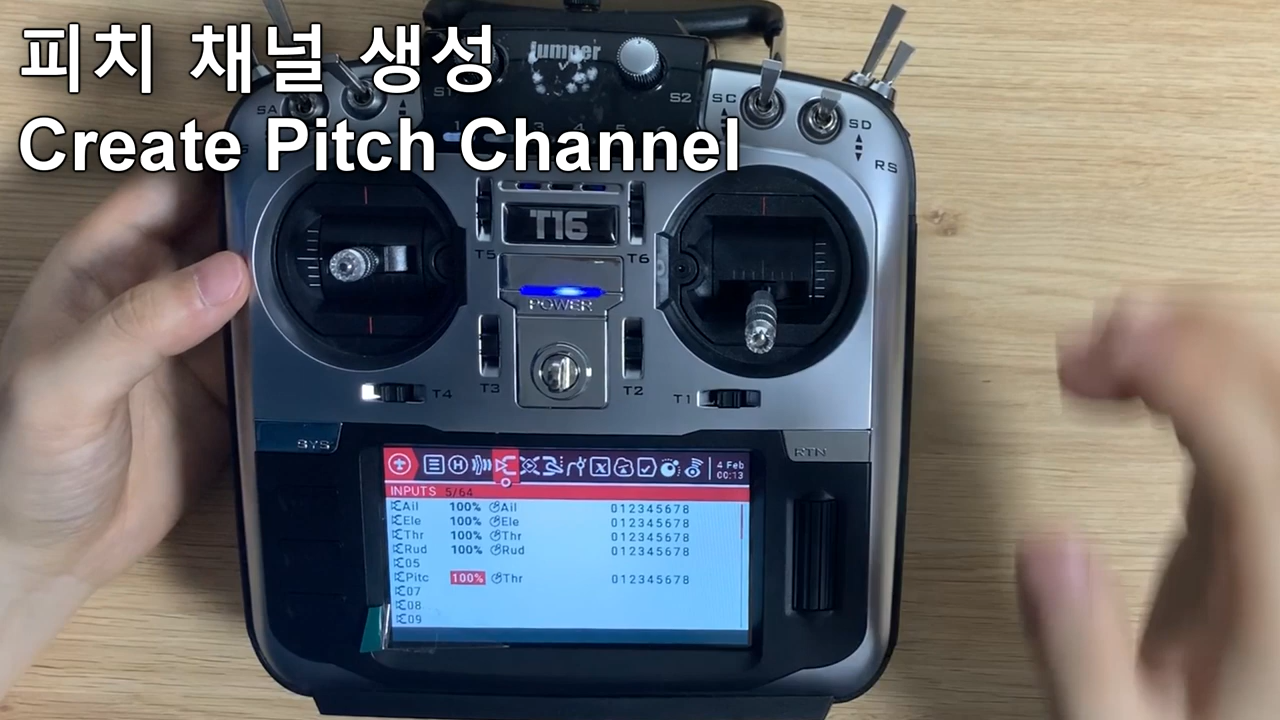 피치 채널 생성
Create Pitch Channel
Jumper
SA
S1
S2
SC
SD
RS
T16
T5
T6
POWER
T4
T3
T2
T1
SYS
RTN
4 Feb
00:13
INPUTS 5/64
Ail 100% Ail 012345678
Ele 100% Ele 012345678
Thr 100% Thr 012345678
Rud 100% Rud 012345678
05
Pitc 100% Thr 012345678
07
08
09